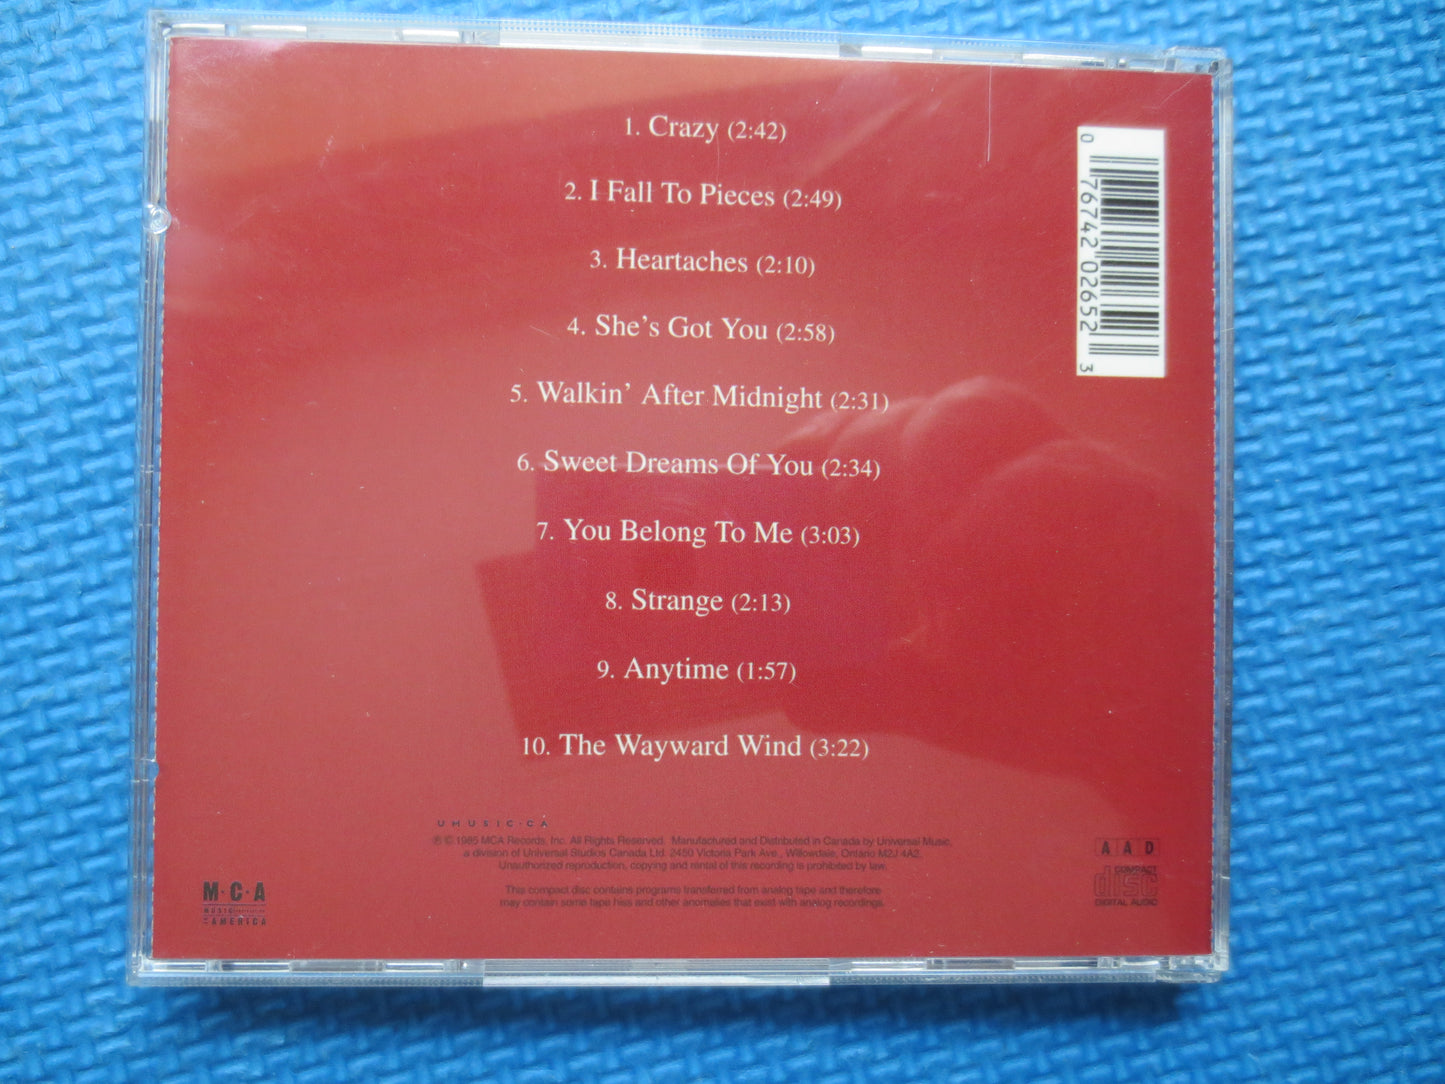 1. Crazy (2:42)
2. I Fall To Pieces (2:49)
3. Heartaches (2:10)
4. She's Got You (2:58)
5. Walkin' After Midnight (2:31)
6. Sweet Dreams Of You (2:34)
7. You Belong To Me (3:03)
8. Strange (2:13)
9. Anytime (1:57)
10. The Wayward Wind (3:22)
0 76742 02652 3
UMUSIC.CA
℗ © 1985 MCA Records, Inc. All Rights Reserved. Manufactured and Distributed in Canada by Universal Music,
a division of Universal Studios Canada Ltd. 2450 Victoria Park Ave., Willowdale, Ontario M2J 4A2.
Unauthorized reproduction, copying and rental of this recording is prohibited by law.
This compact disc contains programs transferred from analog tape and therefore
may contain some tape hiss and other anomalies that exist with analog recordings.
M·C·A
MUSIC
OF AMERICA
A A D
COMPACT
disc
DIGITAL AUDIO